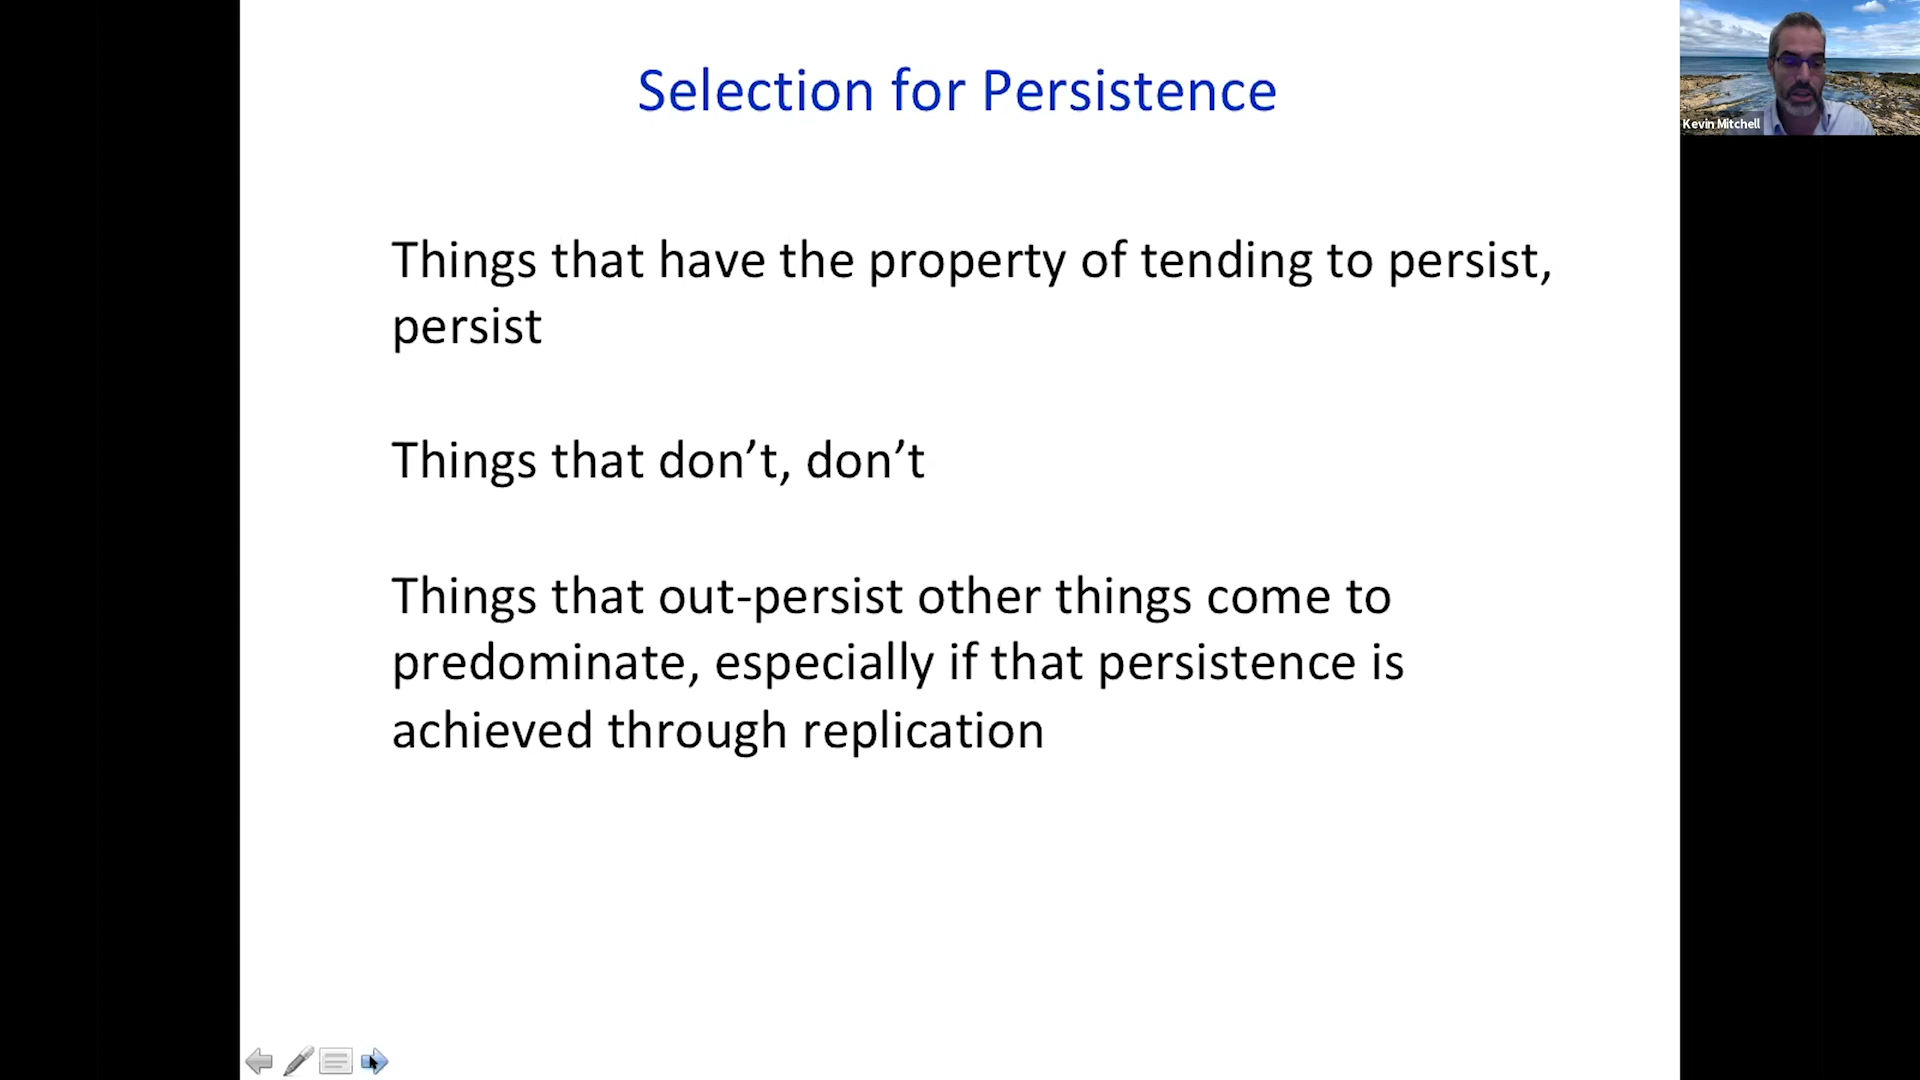 Selection for Persistence
Kevin Mitchell
Things that have the property of tending to persist,
persist
Things that don’t, don’t
Things that out-persist other things come to
predominate, especially if that persistence is
achieved through replication